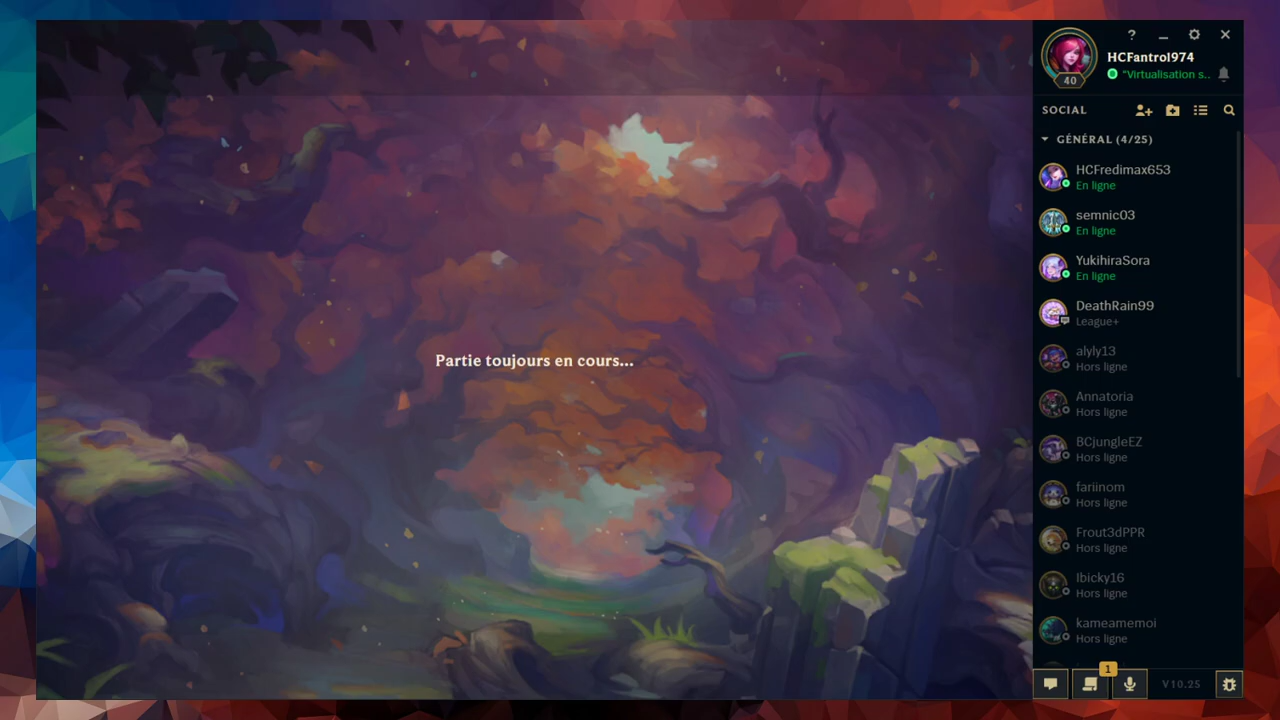 Partie toujours en cours...
?
40
HCFantrol974
"Virtualisation s..
SOCIAL
GÉNÉRAL (4/25)
HCFredimax653
En ligne
semnic03
En ligne
YukihiraSora
En ligne
DeathRain99
League+
alyly13
Hors ligne
Annatoria
Hors ligne
BCjungleEZ
Hors ligne
fariinom
Hors ligne
Frout3dPPR
Hors ligne
Ibicky16
Hors ligne
kameamemoi
Hors ligne
1
V10.25